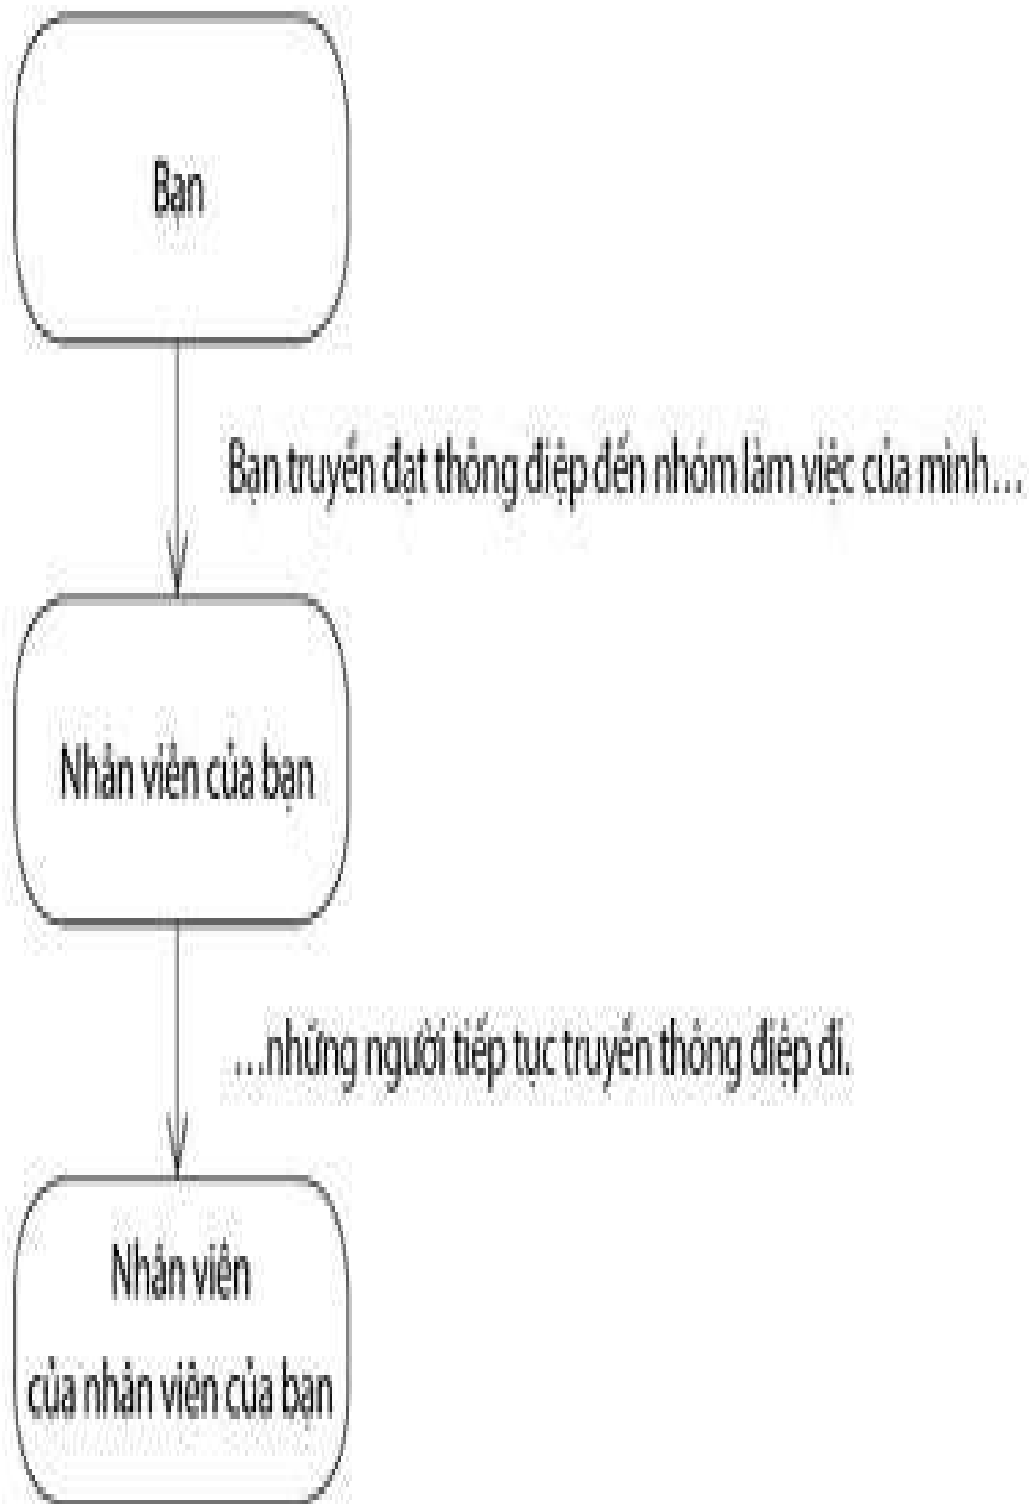 Bạn
Bạn truyền đạt thông điệp đến nhóm làm việc của mình…
Nhân viên của bạn
…những người tiếp tục truyền thông điệp đi.
Nhân viên
của nhân viên của bạn